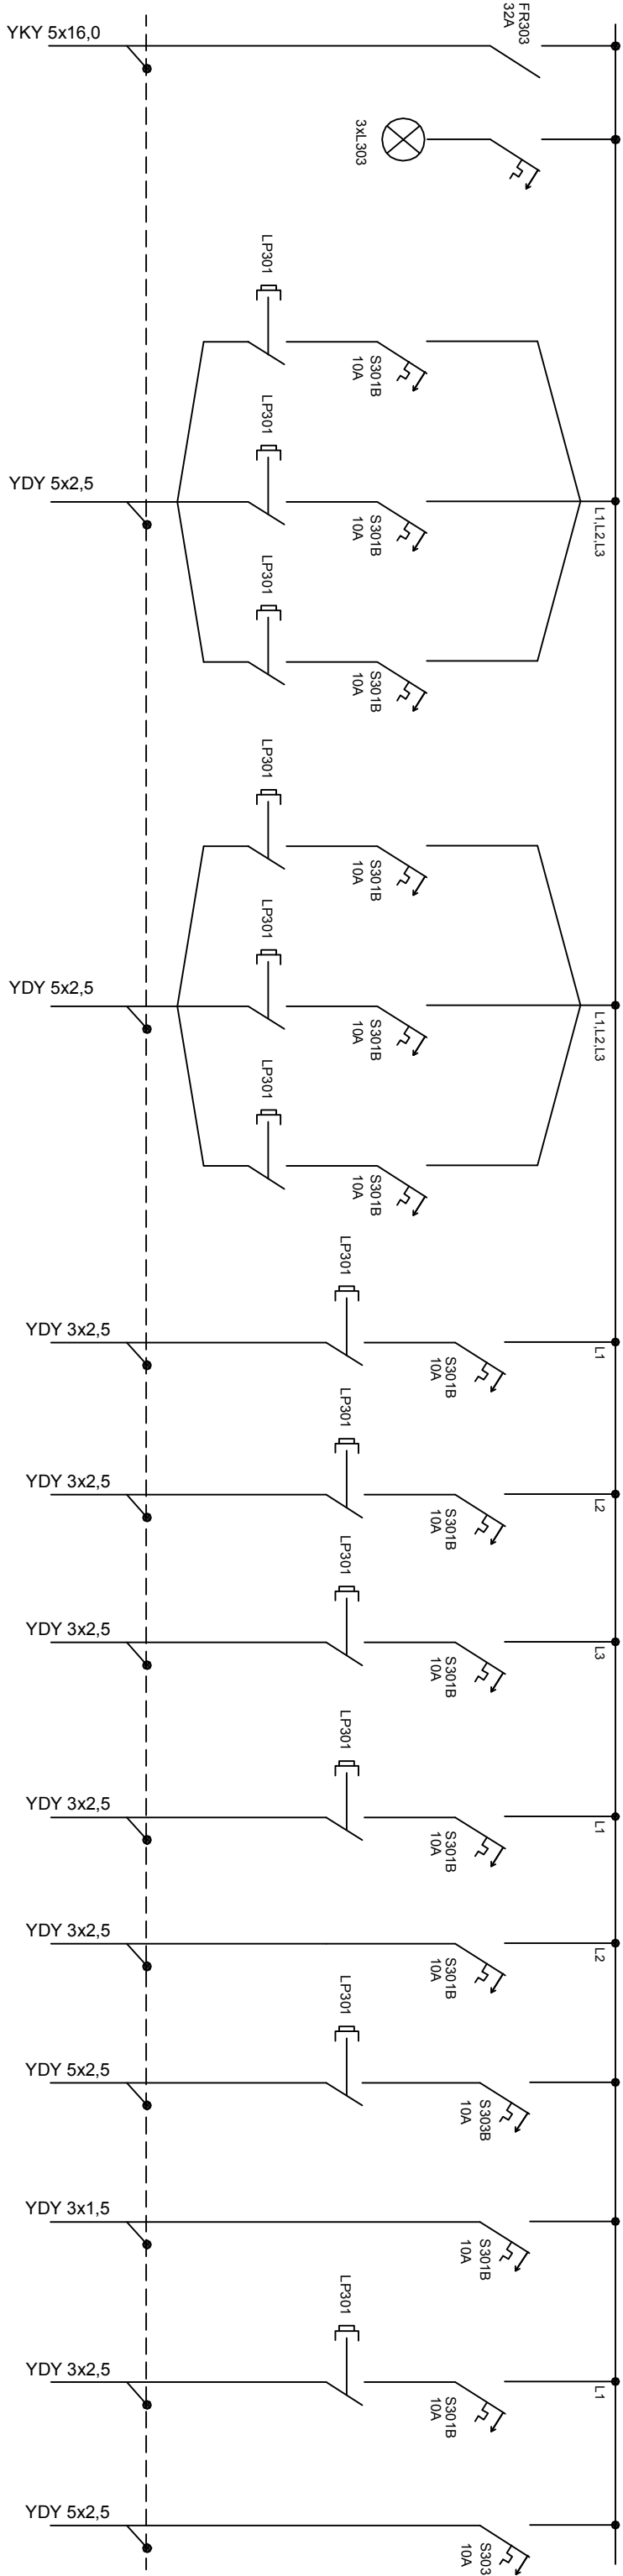 YKY 5x16,0
FR303
32A
3xL303
LP301
S301B
10A
LP301
S301B
10A
YDY 5x2,5
L1,L2,L3
LP301
S301B
10A
LP301
S301B
10A
LP301
S301B
10A
YDY 5x2,5
L1,L2,L3
LP301
S301B
10A
LP301
YDY 3x2,5
S301B
10A
L1
LP301
YDY 3x2,5
S301B
10A
L2
LP301
YDY 3x2,5
S301B
10A
L3
LP301
YDY 3x2,5
S301B
10A
L1
YDY 3x2,5
S301B
10A
L2
LP301
YDY 5x2,5
S303B
10A
YDY 3x1,5
S301B
10A
LP301
YDY 3x2,5
S301B
10A
L1
YDY 5x2,5
S303
10A